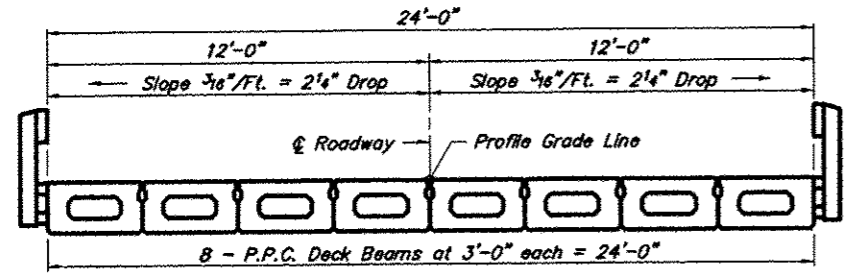 24'-0"
12'-0" 12'-0"
Slope 3/16"/Ft. = 2 1/4" Drop Slope 3/16"/Ft. = 2 1/4" Drop
℄ Roadway Profile Grade Line
8 - P.P.C. Deck Beams at 3'-0" each = 24'-0"